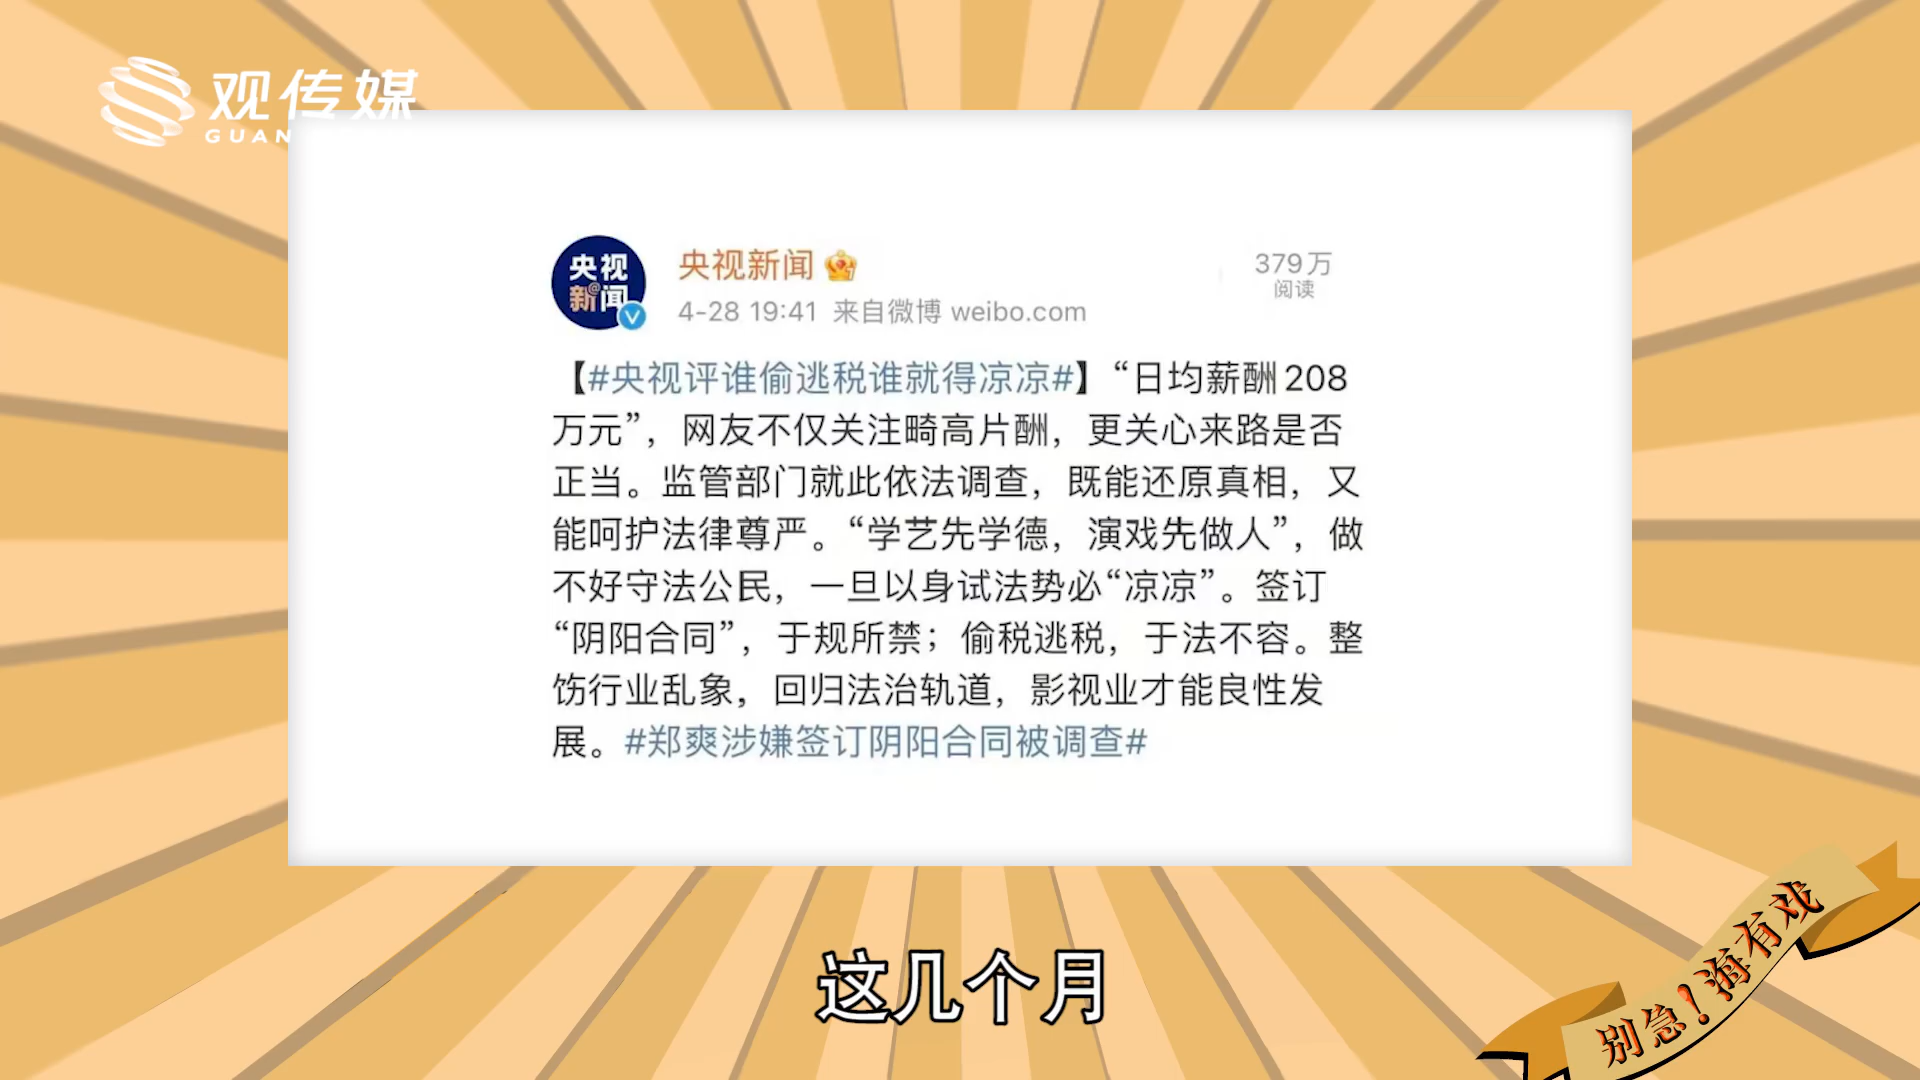 观传媒
GUAN
央视新闻
央视
新@闻
379万
阅读
4-28 19:41 来自微博 weibo.com
【#央视评谁偷逃税谁就得凉凉#】“日均薪酬208
万元”，网友不仅关注畸高片酬，更关心来路是否
正当。监管部门就此依法调查，既能还原真相，又
能呵护法律尊严。“学艺先学德，演戏先做人”，做
不好守法公民，一旦以身试法势必“凉凉”。签订
“阴阳合同”，于规所禁；偷税逃税，于法不容。整
饬行业乱象，回归法治轨道，影视业才能良性发
展。#郑爽涉嫌签订阴阳合同被调查#
这几个月
别急！海有戏